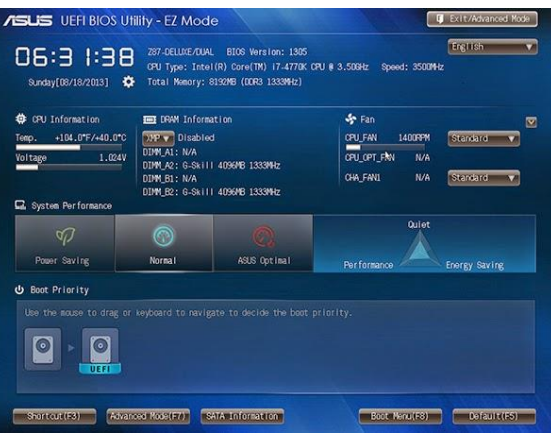 ASUS UEFI BIOS Utility - EZ Mode
Exit/Advanced Mode
06:31:38
Z87-DELUXE/DUAL BIOS Version: 1305
English
CPU Type: Intel(R) Core(TM) i7-4770K CPU @ 3.50GHz Speed: 3500MHz
Sunday[08/18/2013]
Total Memory: 8192MB (DDR3 1333MHz)
CPU Information
DRAM Information
Fan
Temp. +104.0°F/+40.0°C
XMP Disabled
CPU_FAN 1400RPM
Standard
Voltage 1.024V
DIMM_A1: N/A
DIMM_A2: G-Skill 4096MB 1333MHz
CPU_OPT_FAN N/A
DIMM_B1: N/A
CHA_FAN1 N/A
Standard
DIMM_B2: G-Skill 4096MB 1333MHz
System Performance
Quiet
Power Saving
Normal
ASUS Optimal
Performance
Energy Saving
Boot Priority
Use the mouse to drag or keyboard to navigate to decide the boot priority.
UEFI
Shortcut(F3)
Advanced Mode(F7)
SATA Information
Boot Menu(F8)
Default(F5)